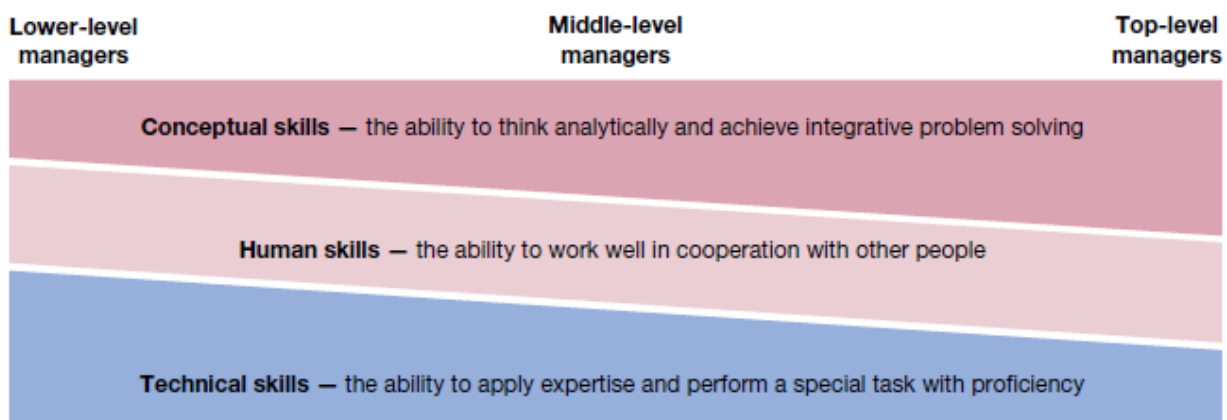 Lower-level
managers
Middle-level
managers
Top-level
managers
Conceptual skills — the ability to think analytically and achieve integrative problem solving
Human skills — the ability to work well in cooperation with other people
Technical skills — the ability to apply expertise and perform a special task with proficiency